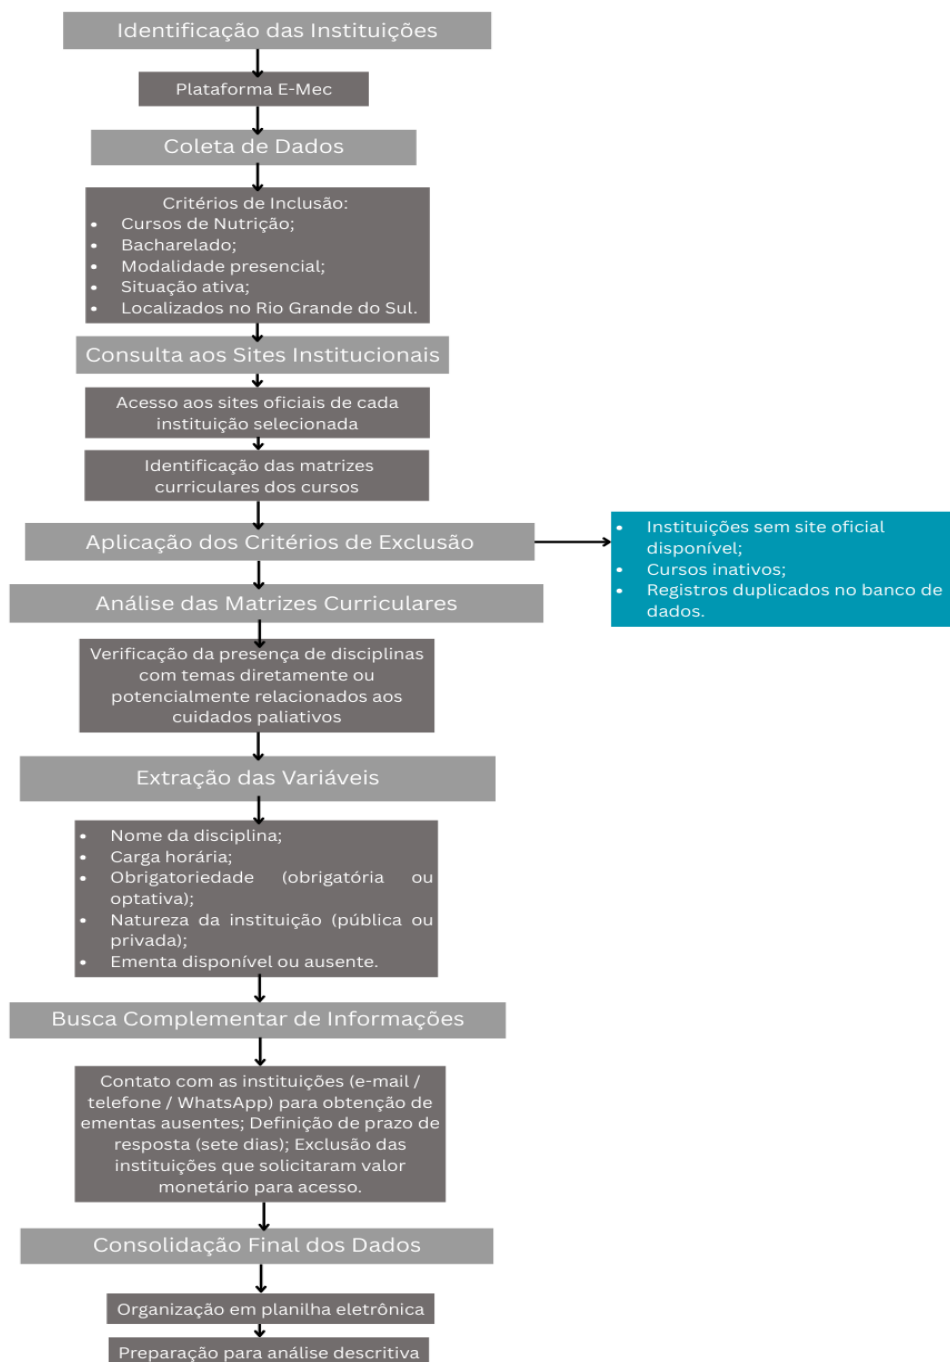 Identificação das Instituições
Plataforma E-Mec
Coleta de Dados
Critérios de Inclusão:
• Cursos de Nutrição;
• Bacharelado;
• Modalidade presencial;
• Situação ativa;
• Localizados no Rio Grande do Sul.
Consulta aos Sites Institucionais
Acesso aos sites oficiais de cada
instituição selecionada
Identificação das matrizes
curriculares dos cursos
Aplicação dos Critérios de Exclusão
• Instituições sem site oficial
disponível;
• Cursos inativos;
• Registros duplicados no banco de
dados.
Análise das Matrizes Curriculares
Verificação da presença de disciplinas
com temas diretamente ou
potencialmente relacionados aos
cuidados paliativos
Extração das Variáveis
• Nome da disciplina;
• Carga horária;
• Obrigatoriedade (obrigatória ou
optativa);
• Natureza da instituição (pública ou
privada);
• Ementa disponível ou ausente.
Busca Complementar de Informações
Contato com as instituições (e-mail /
telefone / WhatsApp) para obtenção de
ementas ausentes; Definição de prazo de
resposta (sete dias); Exclusão das
instituições que solicitaram valor
monetário para acesso.
Consolidação Final dos Dados
Organização em planilha eletrônica
Preparação para análise descritiva